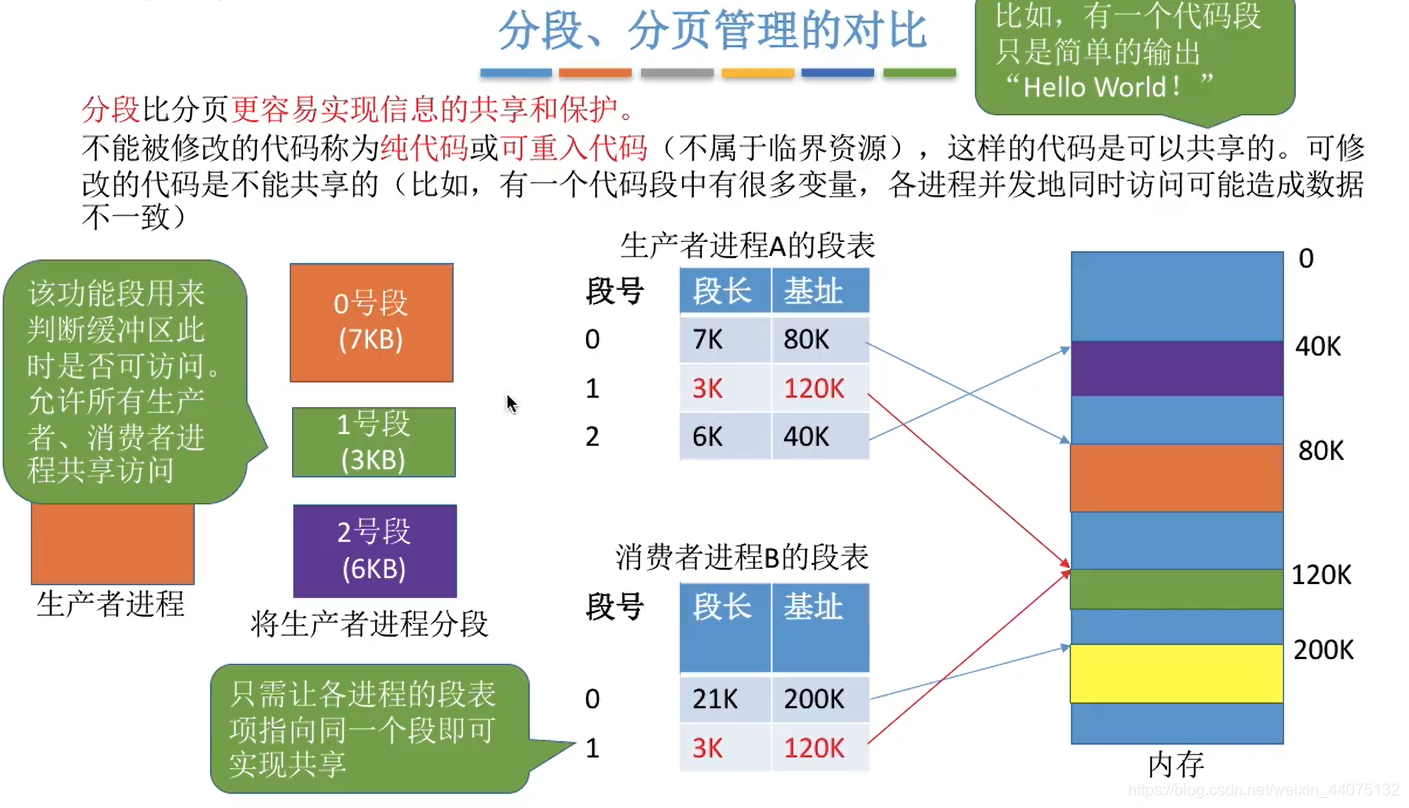 分段、分页管理的对比
比如，有一个代码段
只是简单的输出
“Hello World！”
分段比分页更容易实现信息的共享和保护。
不能被修改的代码称为纯代码或可重入代码（不属于临界资源），这样的代码是可以共享的。可修
改的代码是不能共享的（比如，有一个代码段中有很多变量，各进程并发地同时访问可能造成数据
不一致）
该功能段用来
判断缓冲区此
时是否可访问。
允许所有生产
者、消费者进
程共享访问
生产者进程
0号段
(7KB)
1号段
(3KB)
2号段
(6KB)
将生产者进程分段
生产者进程A的段表
段号 段长 基址
0 7K 80K
1 3K 120K
2 6K 40K
消费者进程B的段表
段号 段长 基址
0 21K 200K
1 3K 120K
只需让各进程的段表
项指向同一个段即可
实现共享
0
40K
80K
120K
200K
内存
https://blog.csdn.net/weixin_44075132